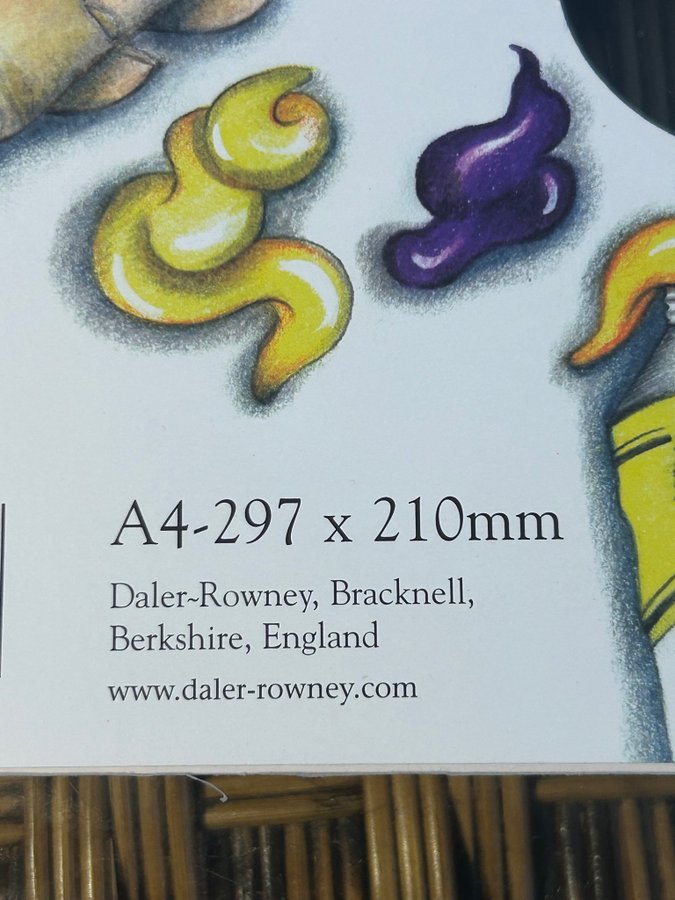 A4-297 x 210mm
Daler~Rowney, Bracknell,
Berkshire, England
www.daler-rowney.com